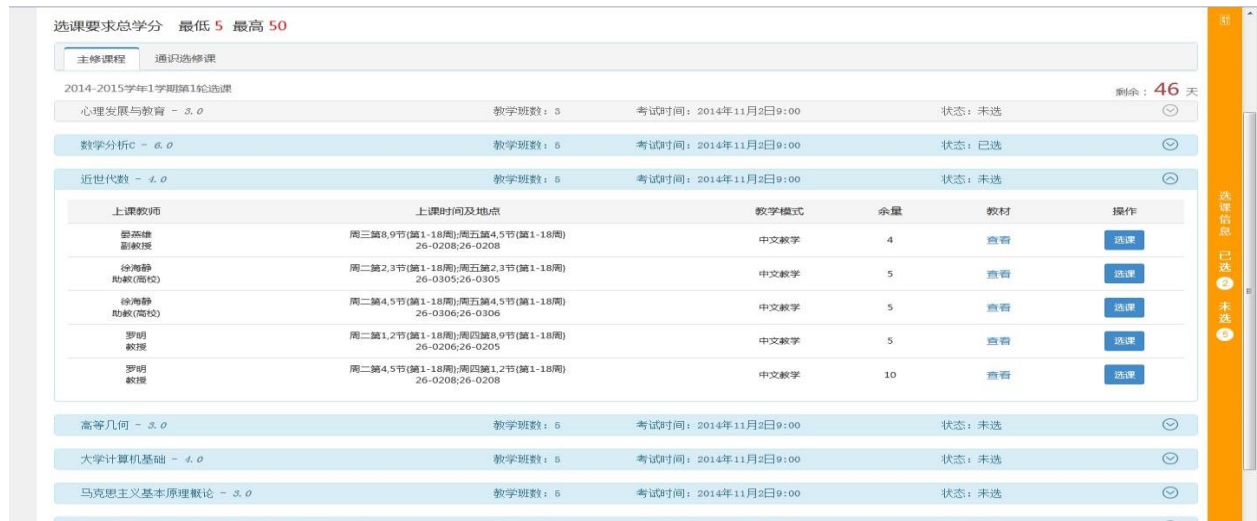 选课要求总学分 最低 5 最高 50
主修课程 通识选修课
2014-2015学年1学期第1轮选课 剩余：46 天
心理发展与教育 - 3.0 教学班数：3 考试时间：2014年11月2日9:00 状态：未选
数学分析C - 6.0 教学班数：5 考试时间：2014年11月2日9:00 状态：已选
近世代数 - 4.0 教学班数：5 考试时间：2014年11月2日9:00 状态：未选
上课教师 上课时间及地点 教学模式 余量 教材 操作
晏燕雄 周三第8,9节(第1-18周);周五第4,5节(第1-18周)
副教授 26-0208;26-0208 中文教学 4 查看 选课
徐海静 周二第2,3节(第1-18周);周五第2,3节(第1-18周)
助教(高校) 26-0305;26-0305 中文教学 5 查看 选课
徐海静 周二第4,5节(第1-18周);周五第4,5节(第1-18周)
助教(高校) 26-0306;26-0306 中文教学 5 查看 选课
罗明 周二第1,2节(第1-18周);周四第8,9节(第1-18周)
教授 26-0206;26-0205 中文教学 5 查看 选课
罗明 周二第4,5节(第1-18周);周四第1,2节(第1-18周)
教授 26-0208;26-0208 中文教学 10 查看 选课
高等几何 - 3.0 教学班数：5 考试时间：2014年11月2日9:00 状态：未选
大学计算机基础 - 4.0 教学班数：5 考试时间：2014年11月2日9:00 状态：未选
马克思主义基本原理概论 - 3.0 教学班数：5 考试时间：2014年11月2日9:00 状态：未选
选课信息 已选 2 未选 5